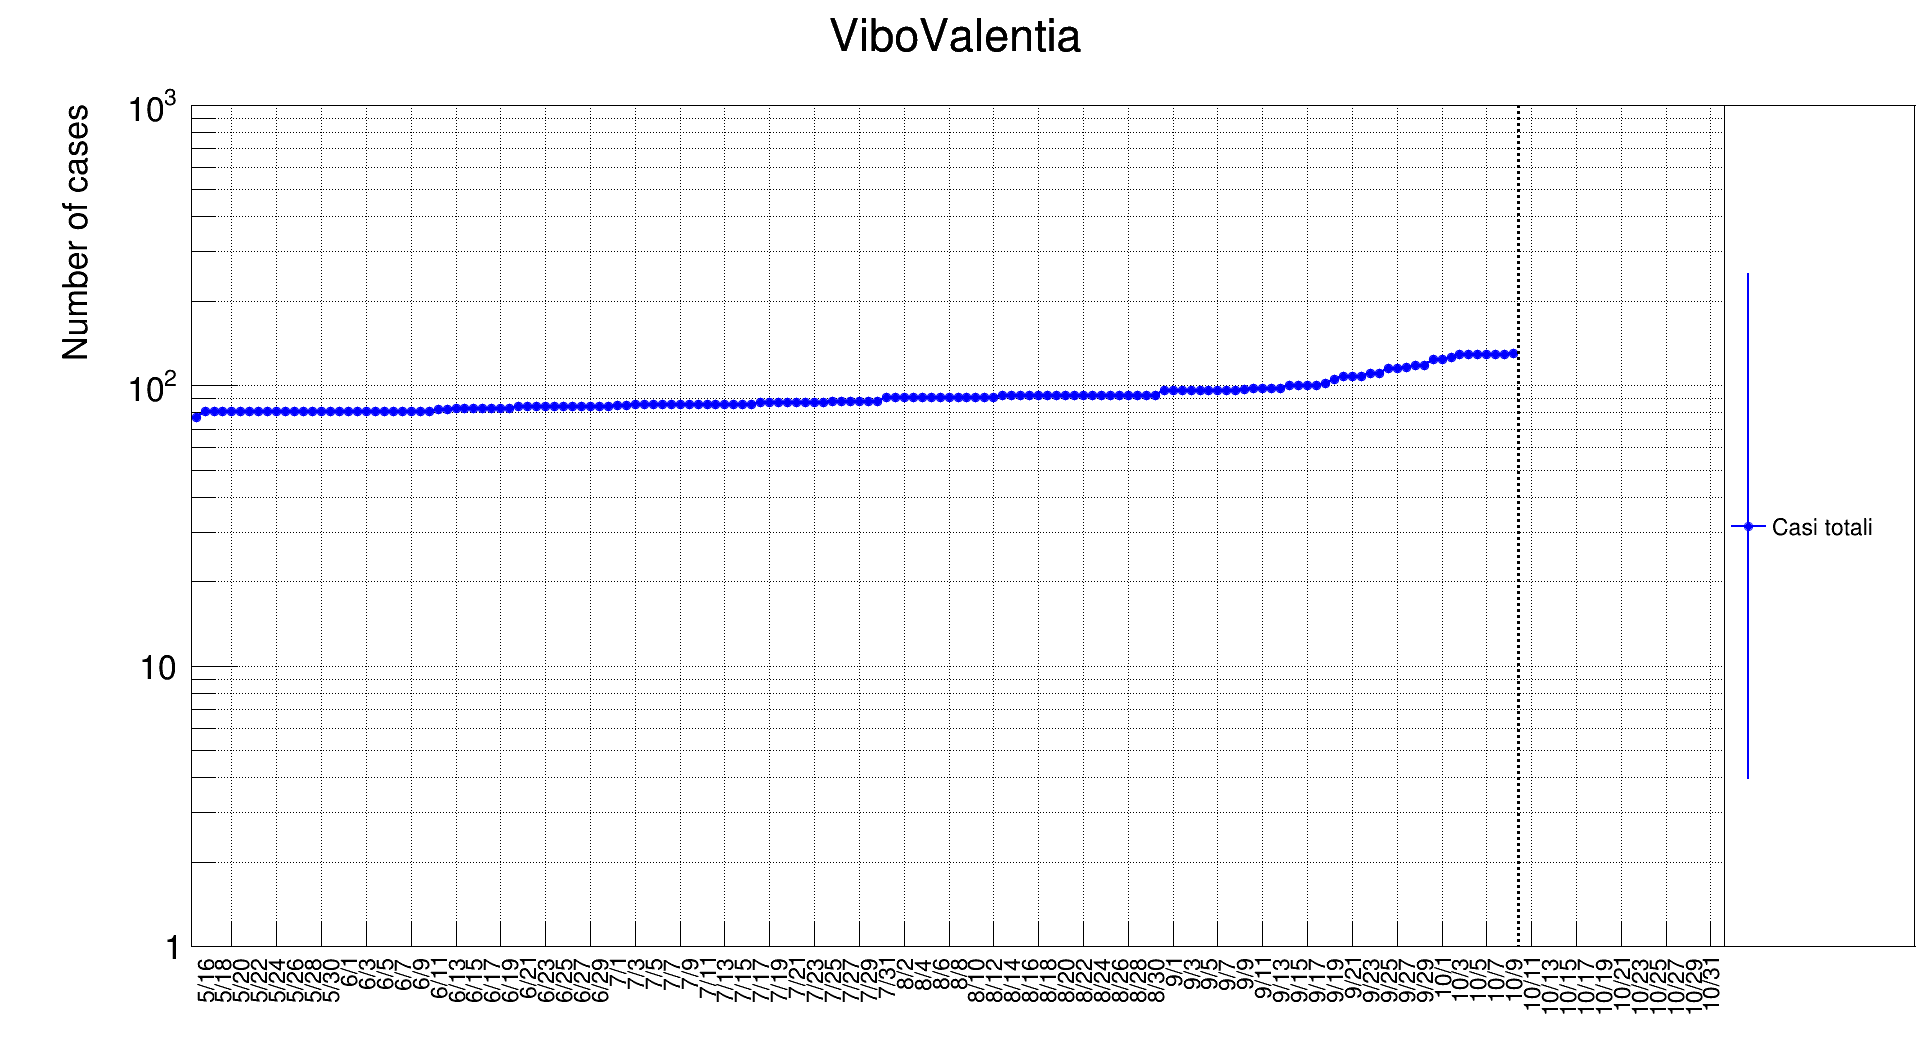 ViboValentia
Number of cases
10³
10²
10
1
5/16 5/18 5/20 5/22 5/24 5/26 5/28 5/30 6/1 6/3 6/5 6/7 6/9 6/11 6/13 6/15 6/17 6/19 6/21 6/23 6/25 6/27 6/29 7/1 7/3 7/5 7/7 7/9 7/11 7/13 7/15 7/17 7/19 7/21 7/23 7/25 7/27 7/29 7/31 8/2 8/4 8/6 8/8 8/10 8/12 8/14 8/16 8/18 8/20 8/22 8/24 8/26 8/28 8/30 9/1 9/3 9/5 9/7 9/9 9/11 9/13 9/15 9/17 9/19 9/21 9/23 9/25 9/27 9/29 10/1 10/3 10/5 10/7 10/9 10/11 10/13 10/15 10/17 10/19 10/21 10/23 10/25 10/27 10/29 10/31
Casi totali